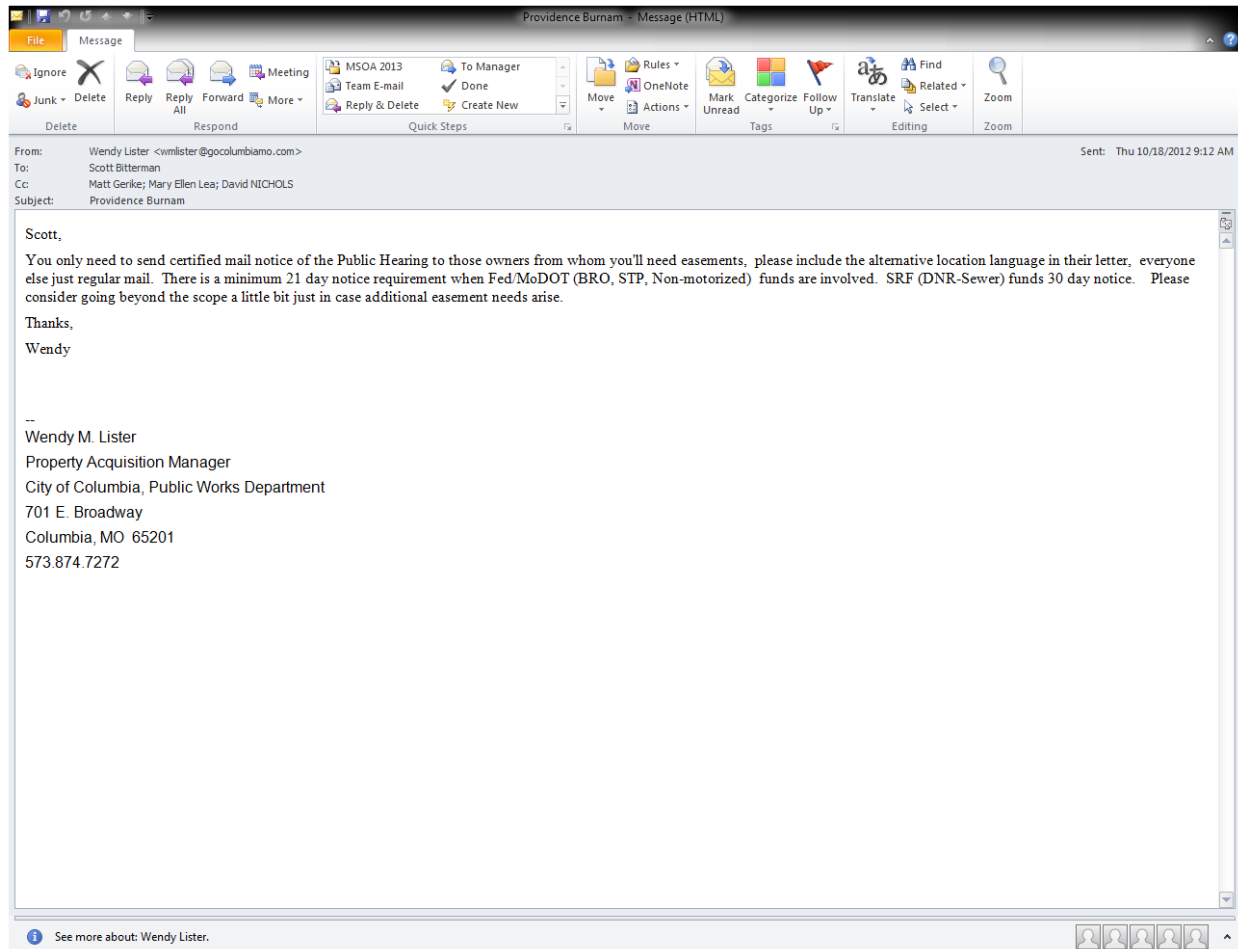 Providence Burnam - Message (HTML)
File Message
Ignore Meeting MSOA 2013 To Manager Rules Find
Team E-mail Done OneNote Related
Junk Delete Reply Reply All Forward More Reply & Delete Create New Move Actions Mark Unread Categorize Follow Up Translate Select Zoom
Delete Respond Quick Steps Move Tags Editing Zoom
From: Wendy Lister <wmlister@gocolumbiamo.com> Sent: Thu 10/18/2012 9:12 AM
To: Scott Bitterman
Cc: Matt Gerike; Mary Ellen Lea; David NICHOLS
Subject: Providence Burnam
Scott,
You only need to send certified mail notice of the Public Hearing to those owners from whom you'll need easements, please include the alternative location language in their letter, everyone
else just regular mail. There is a minimum 21 day notice requirement when Fed/MoDOT (BRO, STP, Non-motorized) funds are involved. SRF (DNR-Sewer) funds 30 day notice. Please
consider going beyond the scope a little bit just in case additional easement needs arise.
Thanks,
Wendy
--
Wendy M. Lister
Property Acquisition Manager
City of Columbia, Public Works Department
701 E. Broadway
Columbia, MO 65201
573.874.7272
See more about: Wendy Lister.